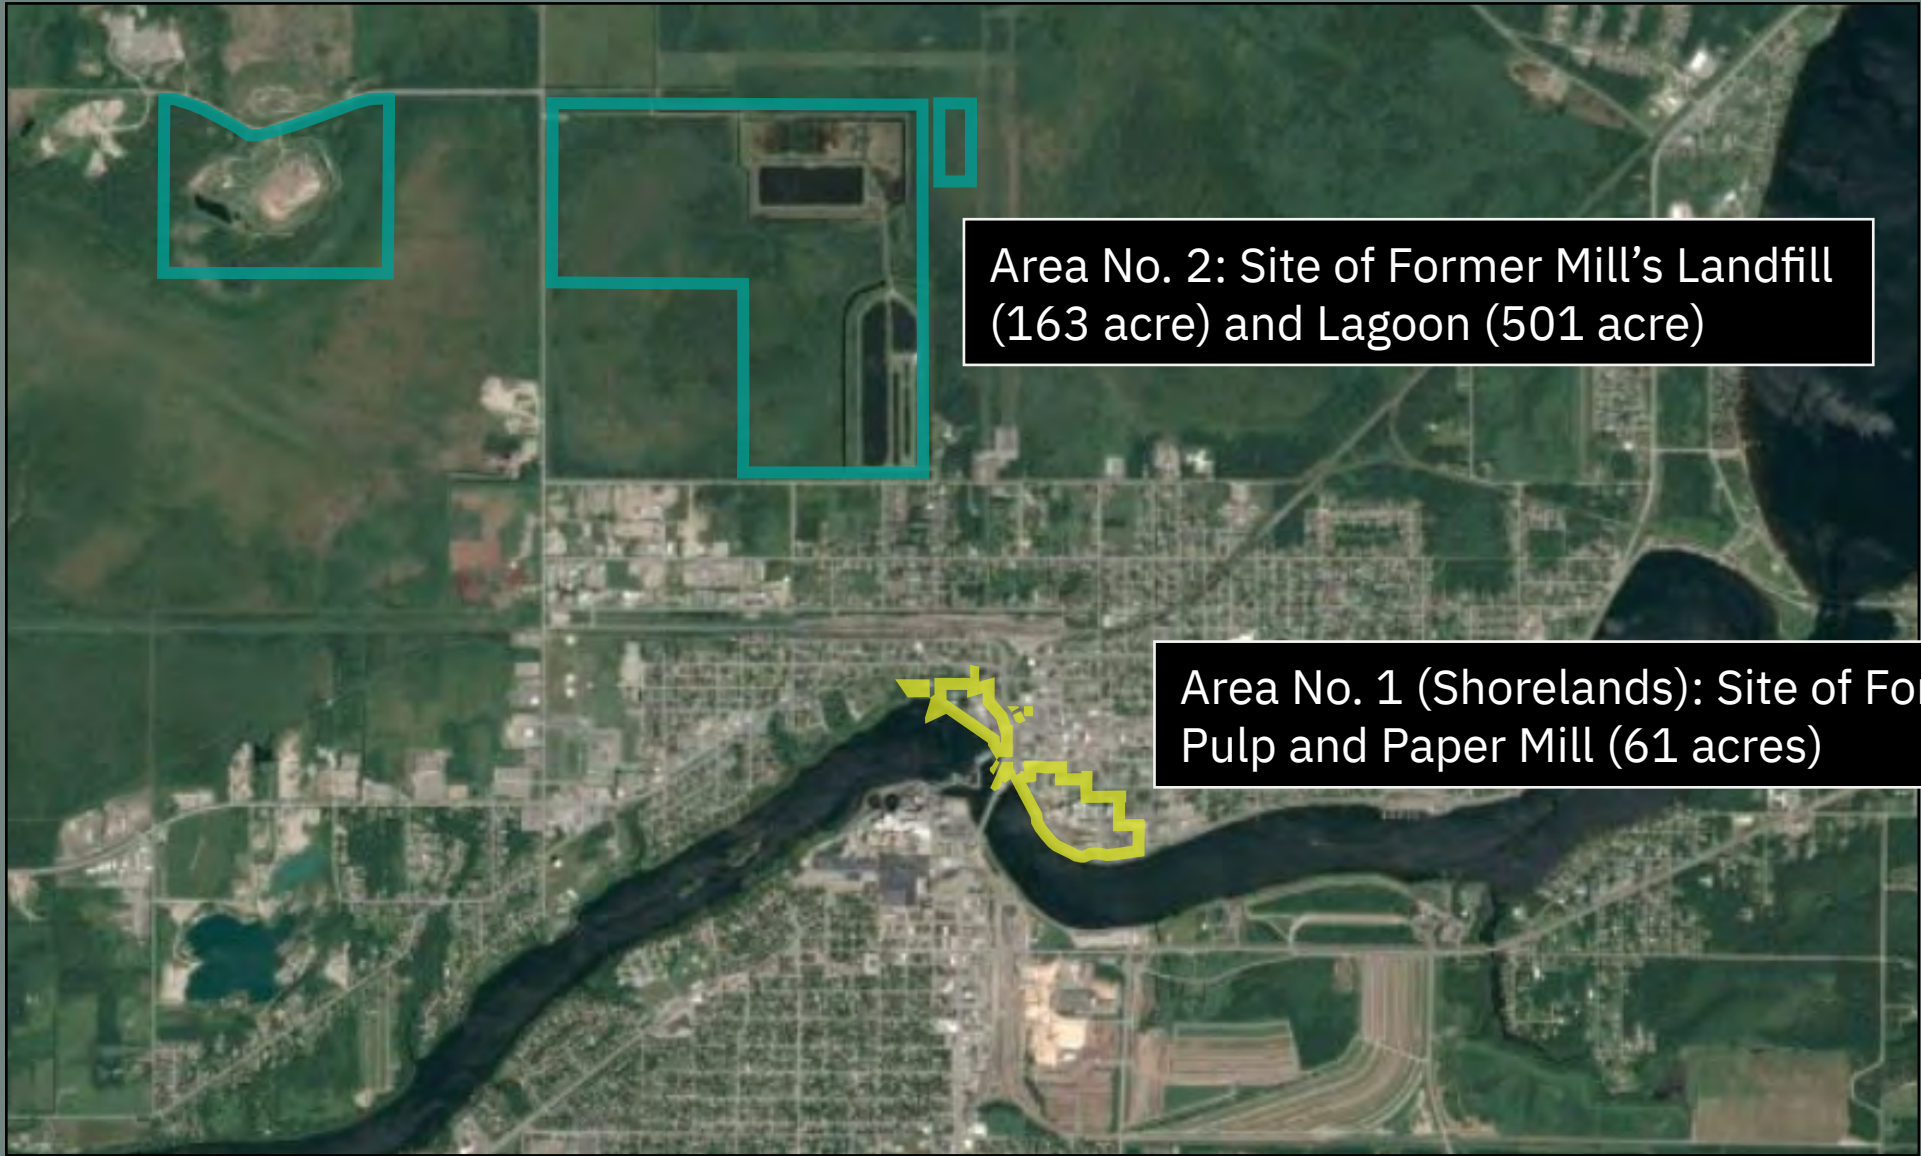 Area No. 2: Site of Former Mill’s Landfill
(163 acre) and Lagoon (501 acre)
Area No. 1 (Shorelands): Site of
Pulp and Paper Mill (61 acres)